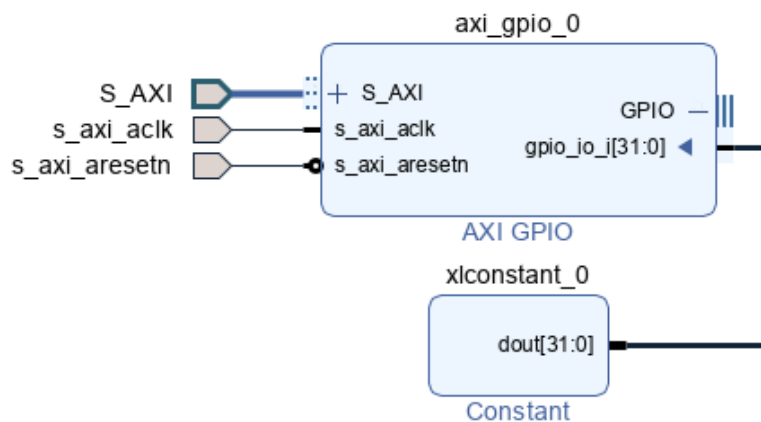 axi_gpio_0
S_AXI
s_axi_aclk
s_axi_aresetn
S_AXI
s_axi_aclk
s_axi_aresetn
GPIO
gpio_io_i[31:0]
AXI GPIO
xlconstant_0
dout[31:0]
Constant